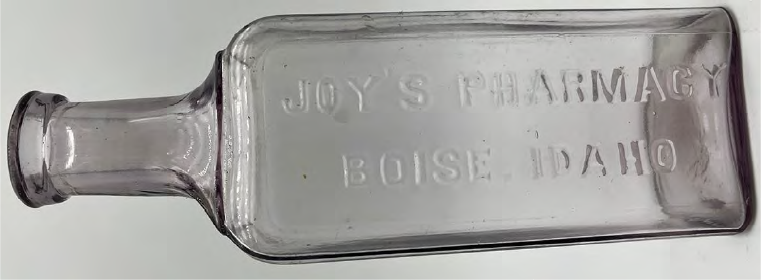 JOY'S PHARMACY
BOISE. IDAHO